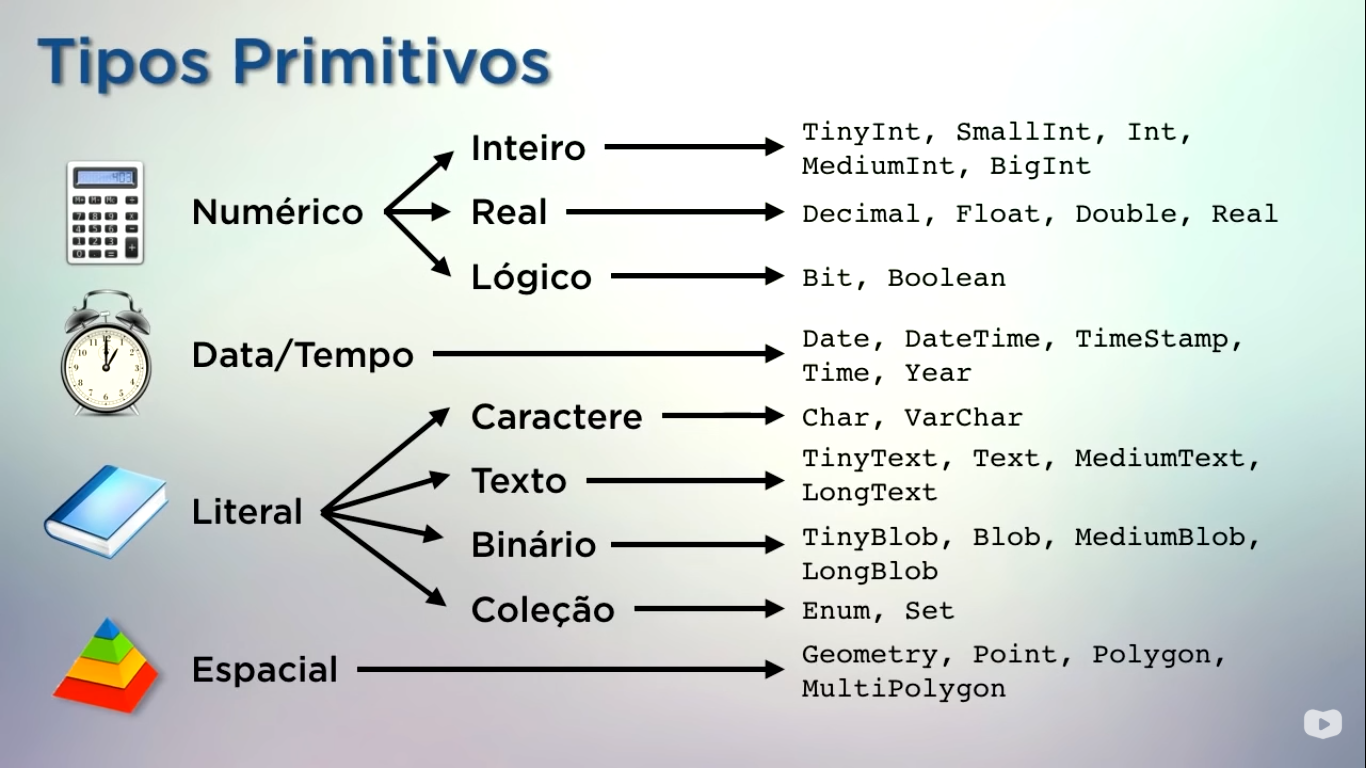 Tipos Primitivos
Numérico
Inteiro
TinyInt, SmallInt, Int,
MediumInt, BigInt
Real
Decimal, Float, Double, Real
Lógico
Bit, Boolean
Data/Tempo
Date, DateTime, TimeStamp,
Time, Year
Literal
Caractere
Char, VarChar
Texto
TinyText, Text, MediumText,
LongText
Binário
TinyBlob, Blob, MediumBlob,
LongBlob
Coleção
Enum, Set
Espacial
Geometry, Point, Polygon,
MultiPolygon